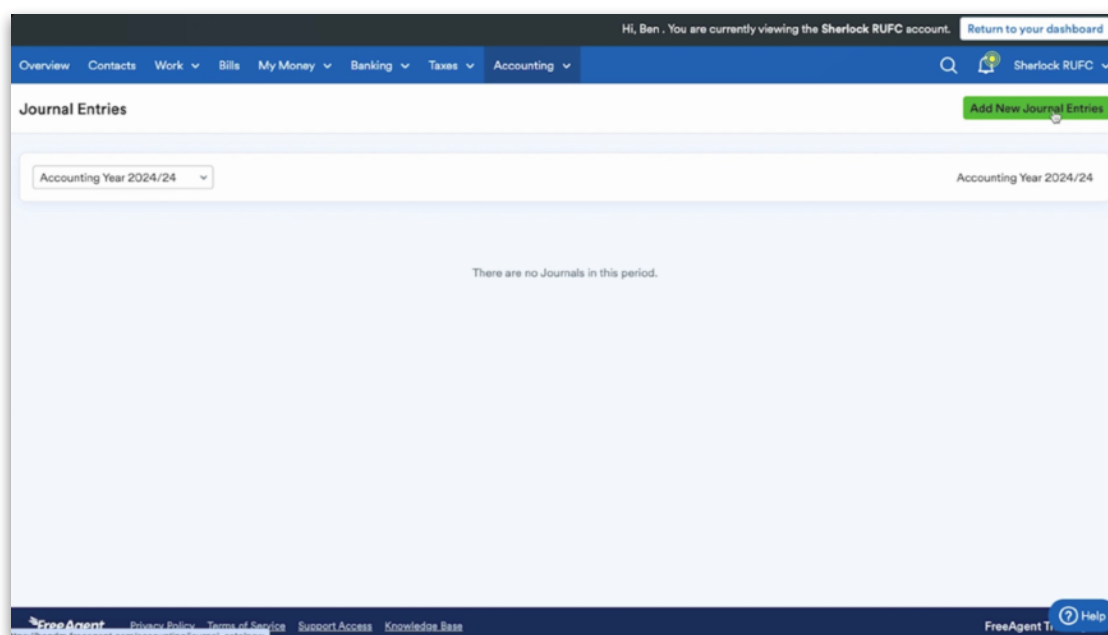 Hi, Ben . You are currently viewing the Sherlock RUFC account. Return to your dashboard
Overview Contacts Work Bills My Money Banking Taxes Accounting Sherlock RUFC
Journal Entries Add New Journal Entries
Accounting Year 2024/24 Accounting Year 2024/24
There are no Journals in this period.
FreeAgent Privacy Policy Terms of Service Support Access Knowledge Base FreeAgent Help